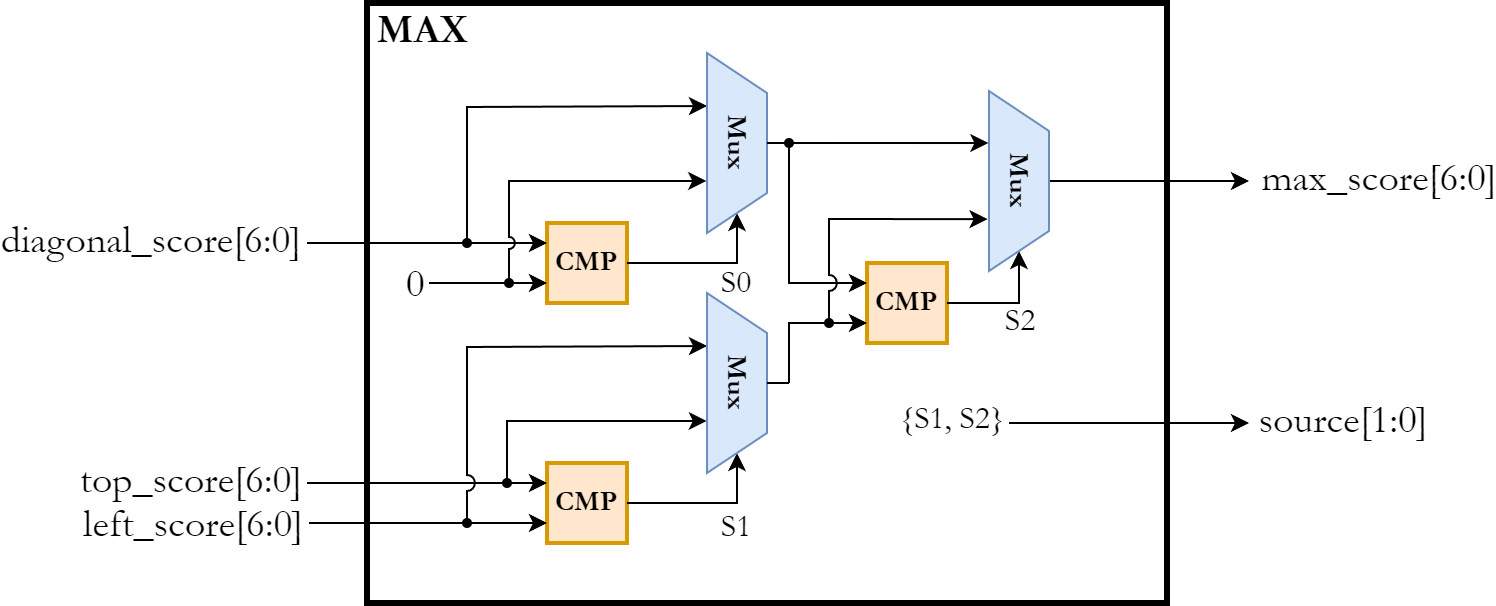 MAX
Mux
Mux
max_score[6:0]
diagonal_score[6:0]
CMP
0
S0
CMP
S2
Mux
{S1, S2}
source[1:0]
top_score[6:0]
CMP
left_score[6:0]
S1